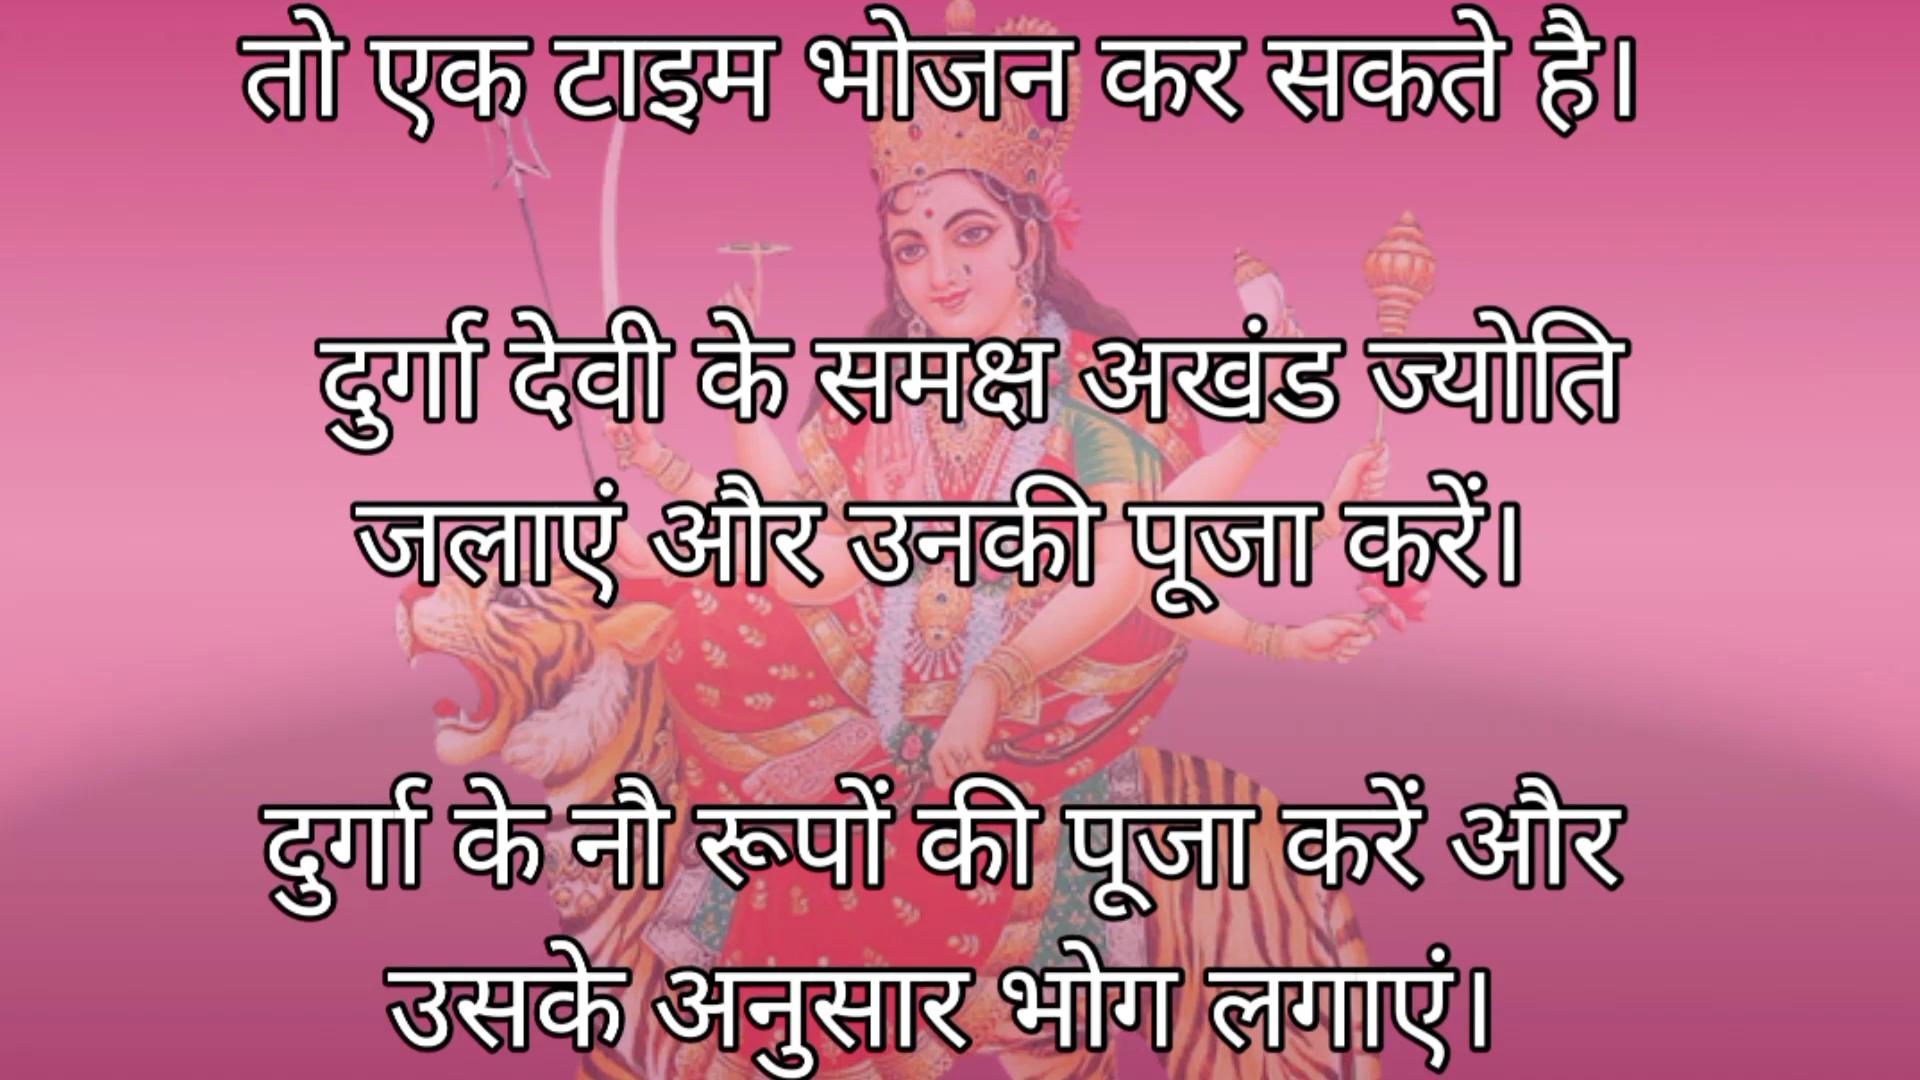 तो एक टाइम भोजन कर सकते है।
दुर्गा देवी के समक्ष अखंड ज्योति
जलाएं और उनकी पूजा करें।
दुर्गा के नौ रूपों की पूजा करें और
उसके अनुसार भोग लगाएं।